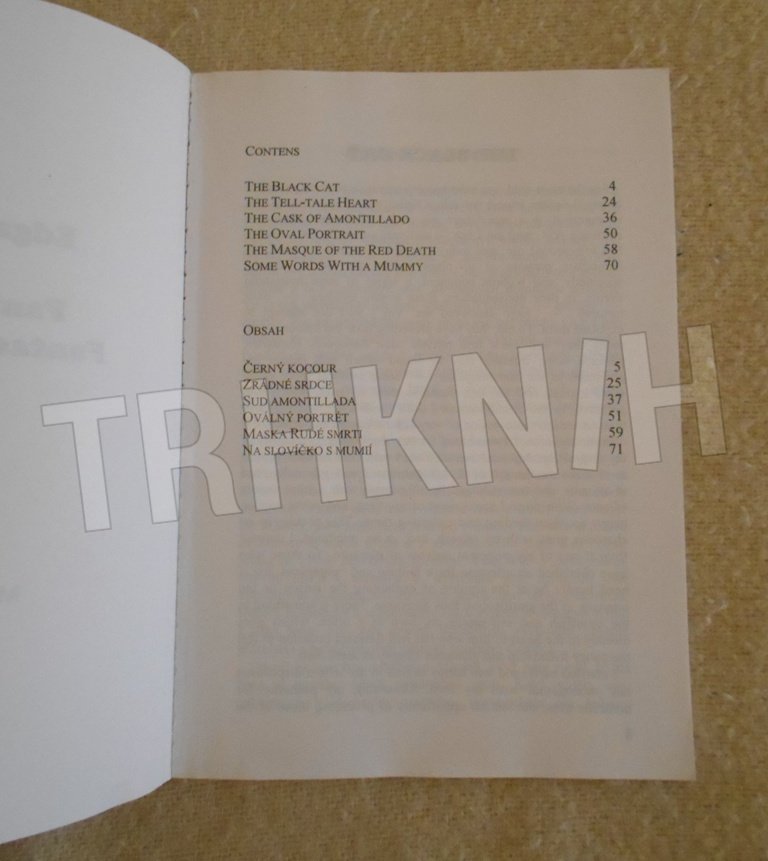 CONTENS
THE BLACK CAT 4
THE TELL-TALE HEART 24
THE CASK OF AMONTILLADO 36
THE OVAL PORTRAIT 50
THE MASQUE OF THE RED DEATH 58
SOME WORDS WITH A MUMMY 70
OBSAH
ČERNÝ KOCOUR 5
ZRÁDNÉ SRDCE 25
SUD AMONTILLADA 37
OVÁLNÝ PORTRÉT 51
MASKA RUDÉ SMRTI 59
NA SLOVÍČKO S MUMIÍ 71
TRHKNIH